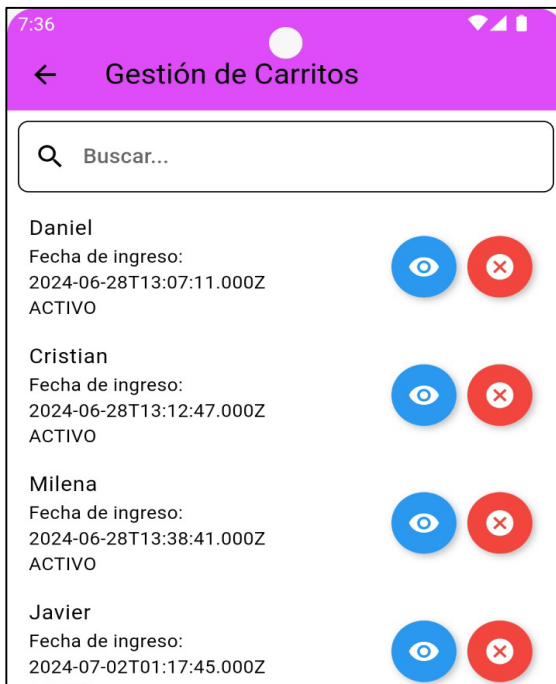 7:36
Gestión de Carritos
Buscar...
Daniel
Fecha de ingreso:
2024-06-28T13:07:11.000Z
ACTIVO
Cristian
Fecha de ingreso:
2024-06-28T13:12:47.000Z
ACTIVO
Milena
Fecha de ingreso:
2024-06-28T13:38:41.000Z
ACTIVO
Javier
Fecha de ingreso:
2024-07-02T01:17:45.000Z